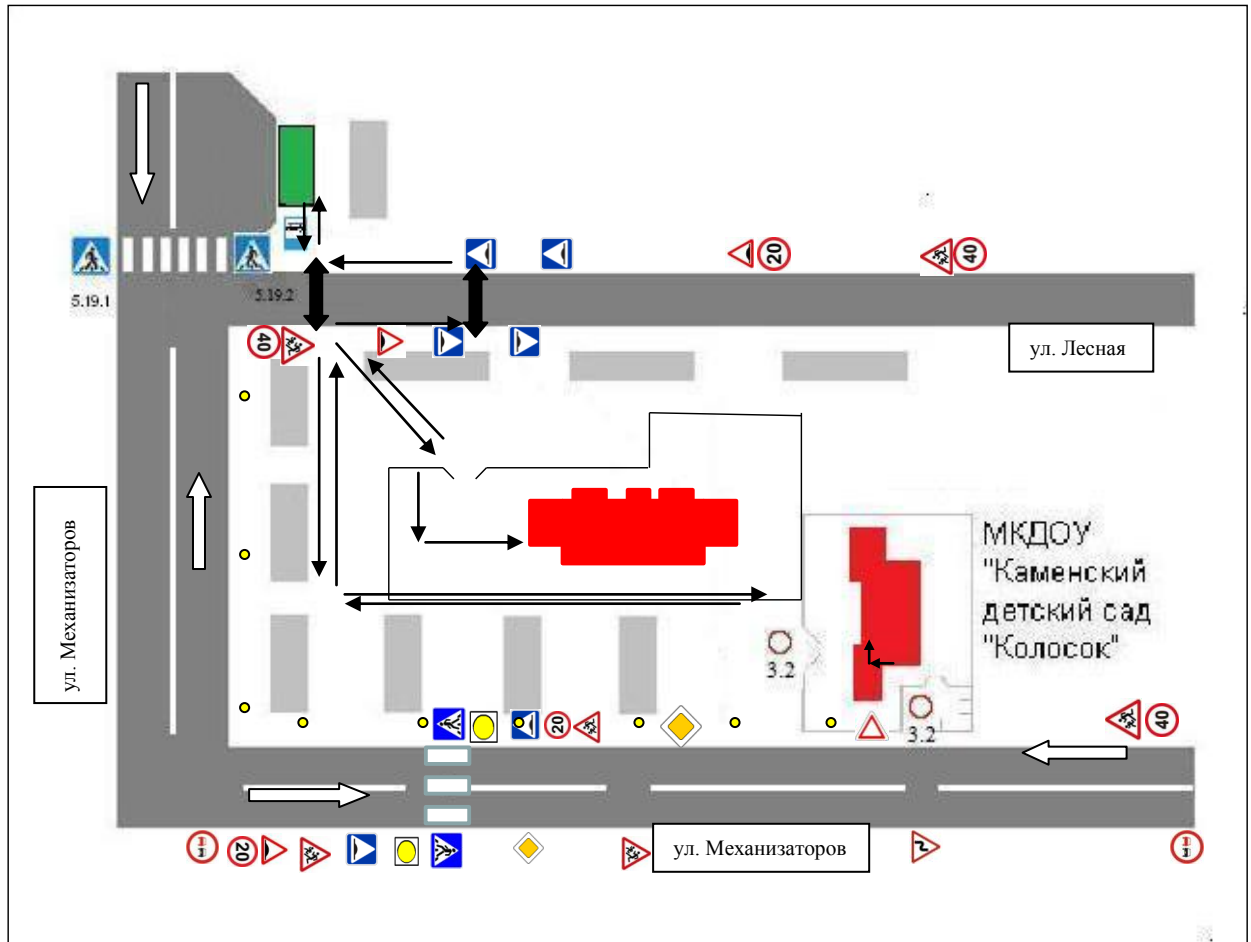 5.19.1
5.19.2
20
40
40
ул. Лесная
ул. Механизаторов
МКДОУ
"Каменский
детский сад
"Колосок"
3.2
3.2
20
40
20
ул. Механизаторов